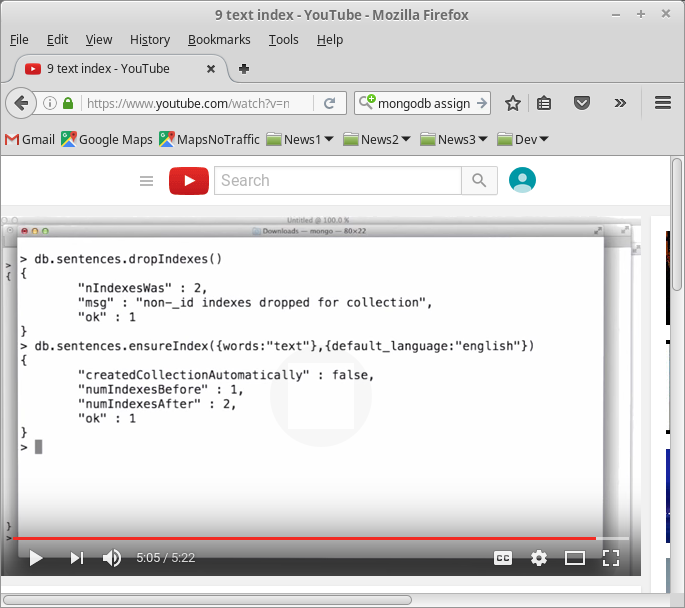 9 text index - YouTube - Mozilla Firefox
File Edit View History Bookmarks Tools Help
9 text index - YouTube
https://www.youtube.com/watch?v=n
mongodb assign
Gmail Google Maps MapsNoTraffic News1 News2 News3 Dev
Search
Untitled @ 100.0 %
Downloads — mongo — 80×22
> db.sentences.dropIndexes()
{
"nIndexesWas" : 2,
"msg" : "non-_id indexes dropped for collection",
"ok" : 1
}
> db.sentences.ensureIndex({words:"text"},{default_language:"english"})
{
"createdCollectionAutomatically" : false,
"numIndexesBefore" : 1,
"numIndexesAfter" : 2,
"ok" : 1
}
>
>
{
}
>
5:05 / 5:22
CC